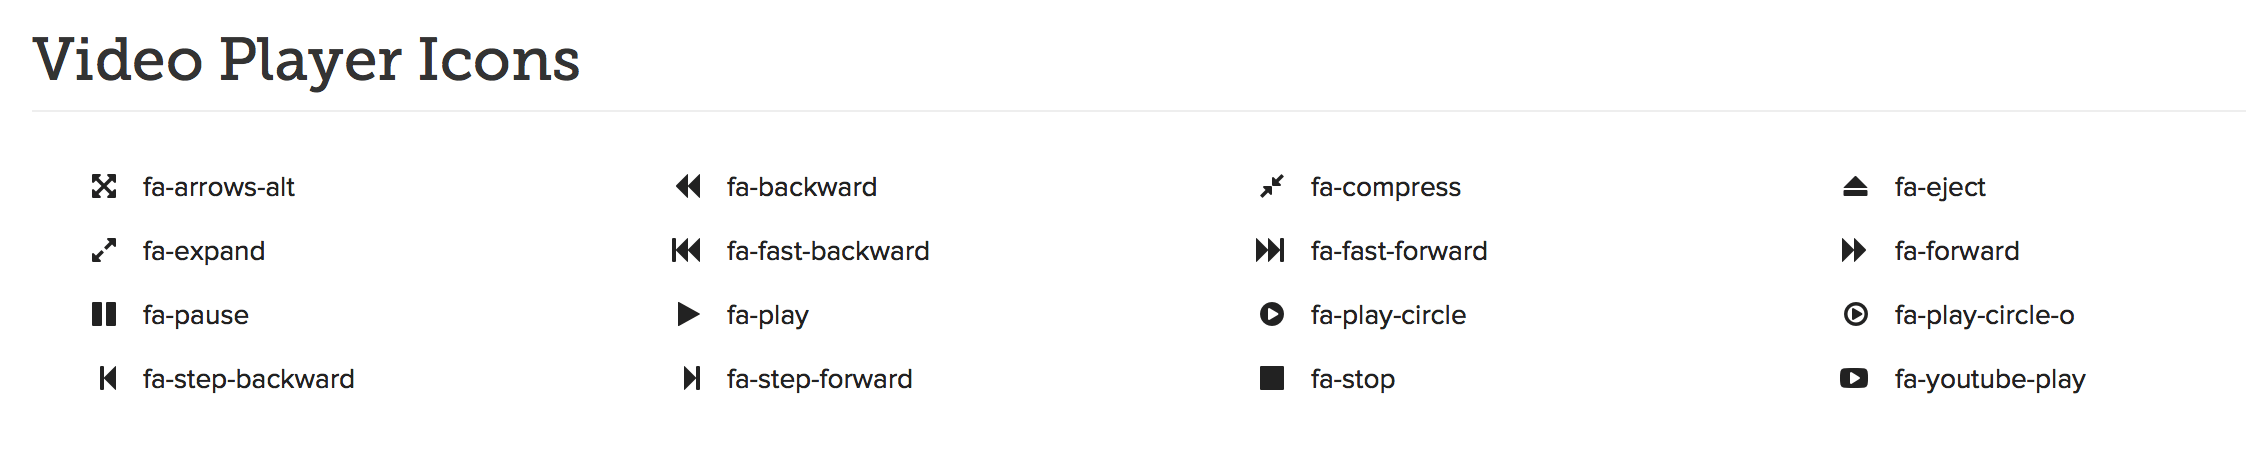 Video Player Icons
fa-arrows-alt fa-backward fa-compress fa-eject
fa-expand fa-fast-backward fa-fast-forward fa-forward
fa-pause fa-play fa-play-circle fa-play-circle-o
fa-step-backward fa-step-forward fa-stop fa-youtube-play